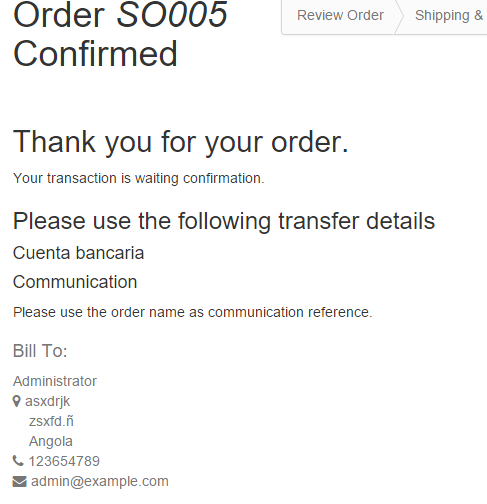 Order SO005
Confirmed
Review Order
Shipping &
Thank you for your order.
Your transaction is waiting confirmation.
Please use the following transfer details
Cuenta bancaria
Communication
Please use the order name as communication reference.
Bill To:
Administrator
asxdrjk
zsxfd.ñ
Angola
123654789
admin@example.com